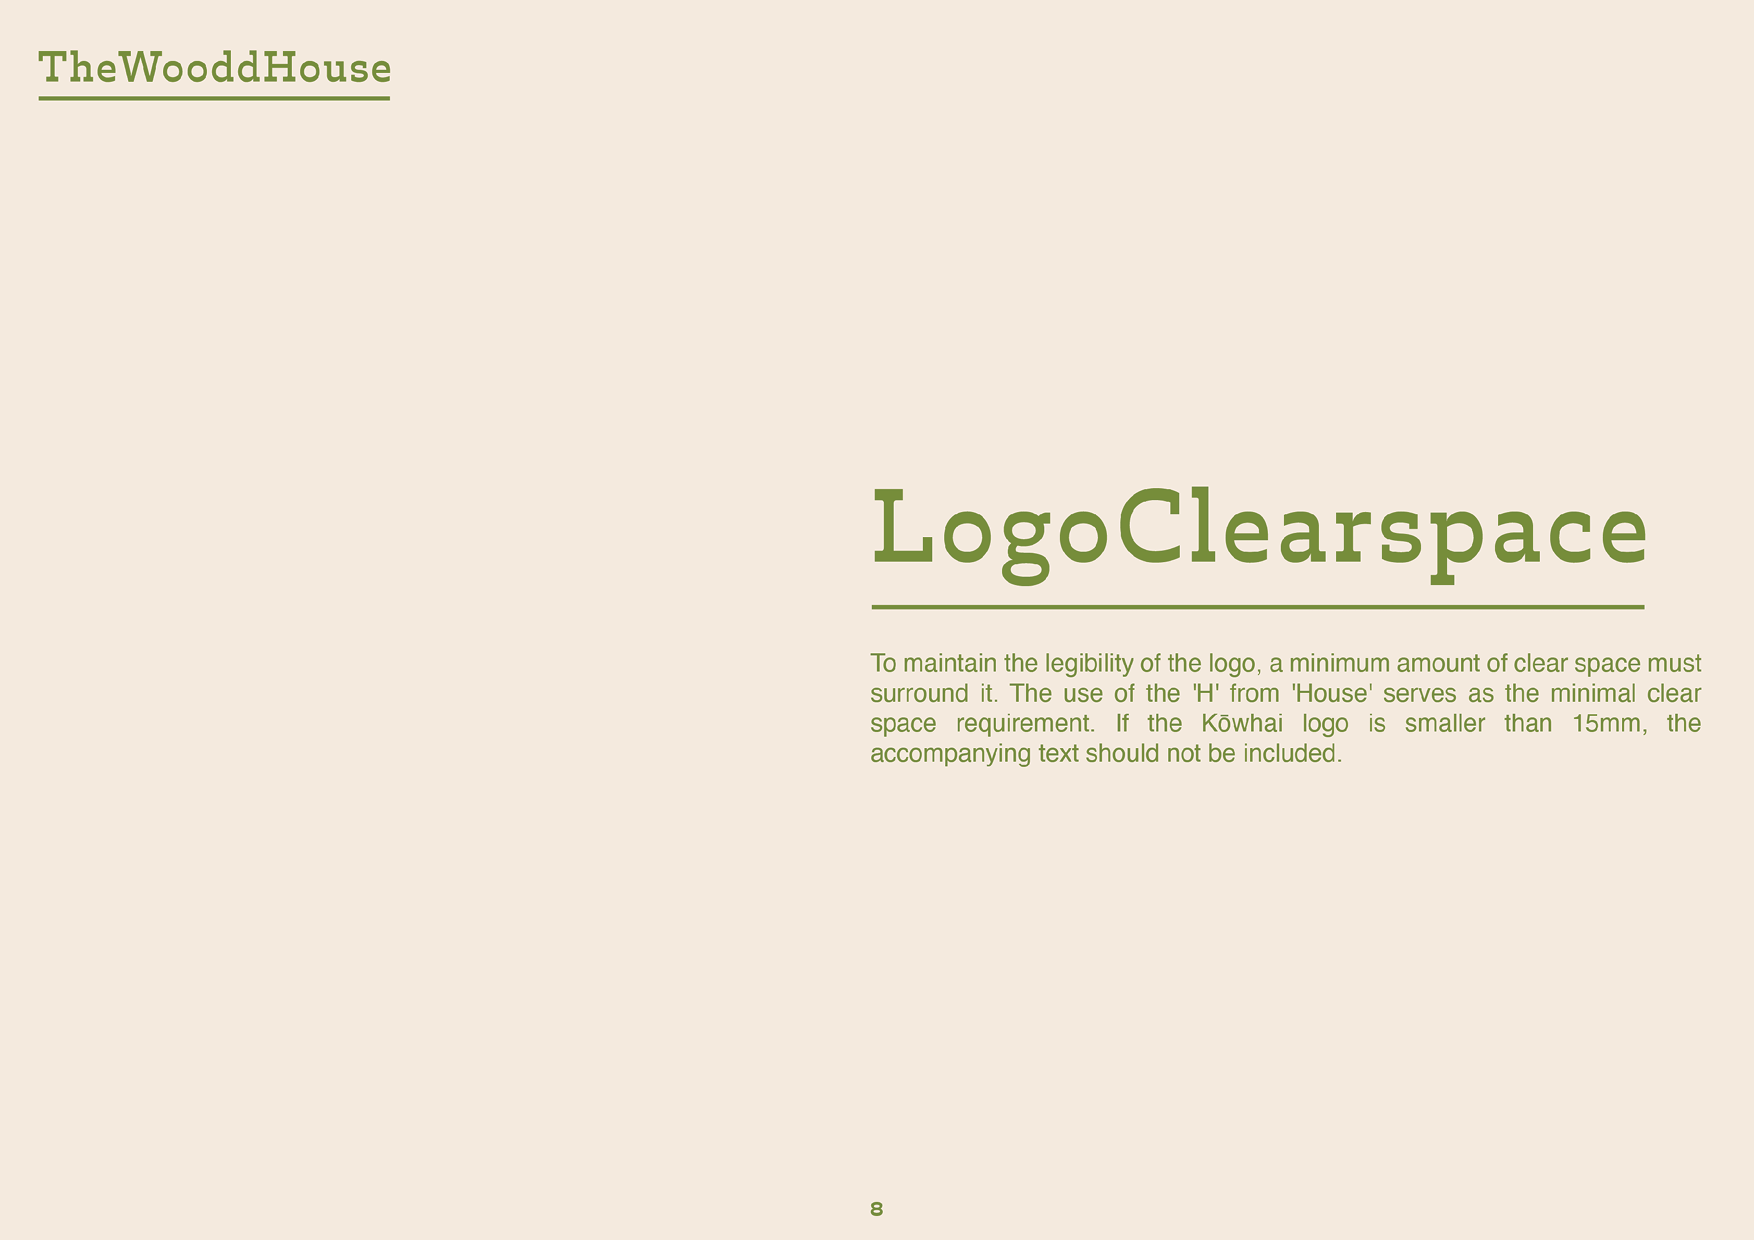 TheWooddHouse
LogoClearspace
To maintain the legibility of the logo, a minimum amount of clear space must
surround it. The use of the 'H' from 'House' serves as the minimal clear
space requirement. If the Kōwhai logo is smaller than 15mm, the
accompanying text should not be included.
8